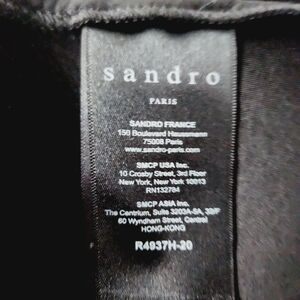 sandro
PARIS
SANDRO FRANCE
150 Boulevard Haussmann
75008 Paris
www.sandro-paris.com
SMCP USA Inc.
10 Crosby Street, 3rd Floor
New York, New York 10013
RN132784
SMCP ASIA Inc.
The Centrium, Suite 3203A-8A, 32/F
60 Wyndham Street, Central
HONG-KONG
R4937H-20